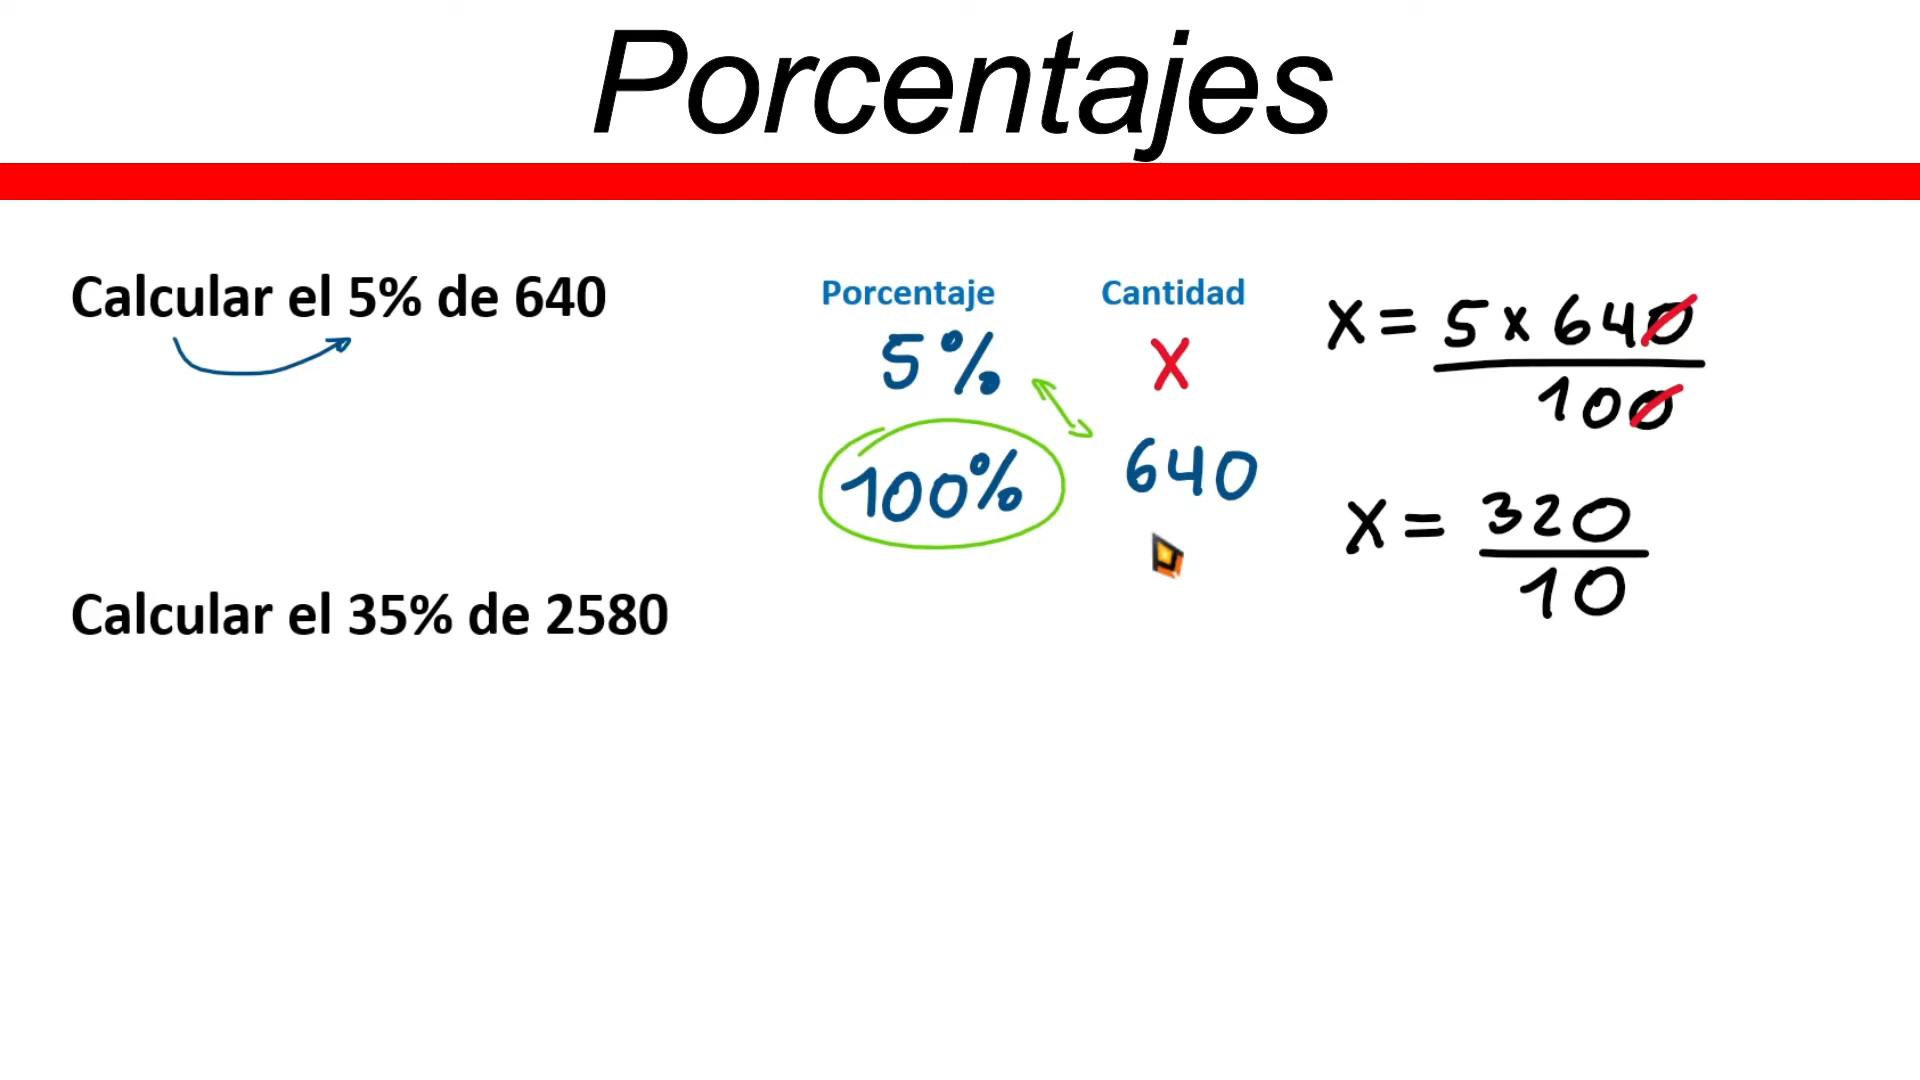 Porcentajes
Calcular el 5% de 640
Porcentaje Cantidad
5% X
100% 640
X = 5 x 640
100
X = 320
10
Calcular el 35% de 2580